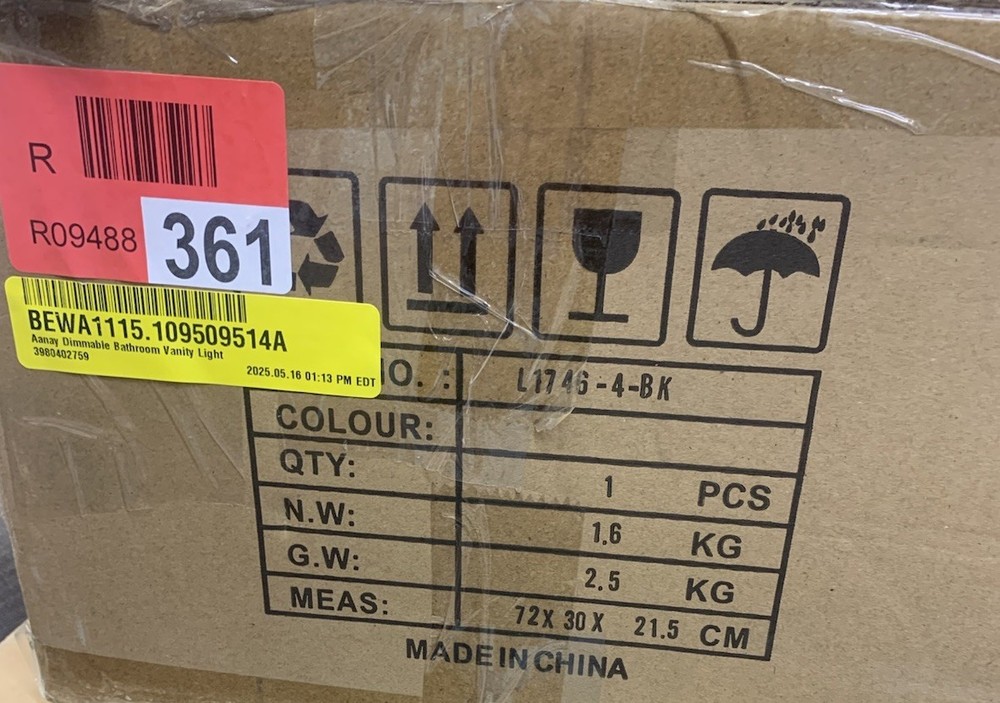 R
R09488 361
BEWA1115.109509514A
Aanay Dimmable Bathroom Vanity Light
3980402759
2025.05.16 01:13 PM EDT
O. : L1746-4-BK
COLOUR:
QTY: 1 PCS
N.W: 1.6 KG
G.W: 2.5 KG
MEAS: 72X 30 X 21.5 CM
MADE IN CHINA